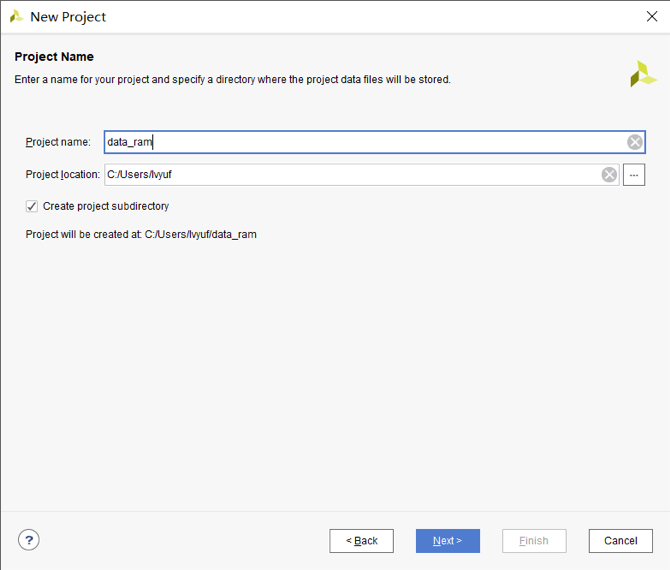 New Project
Project Name
Enter a name for your project and specify a directory where the project data files will be stored.
Project name: data_ram
Project location: C:/Users/lvyuf ...
Create project subdirectory
Project will be created at: C:/Users/lvyuf/data_ram
? < Back Next > Finish Cancel